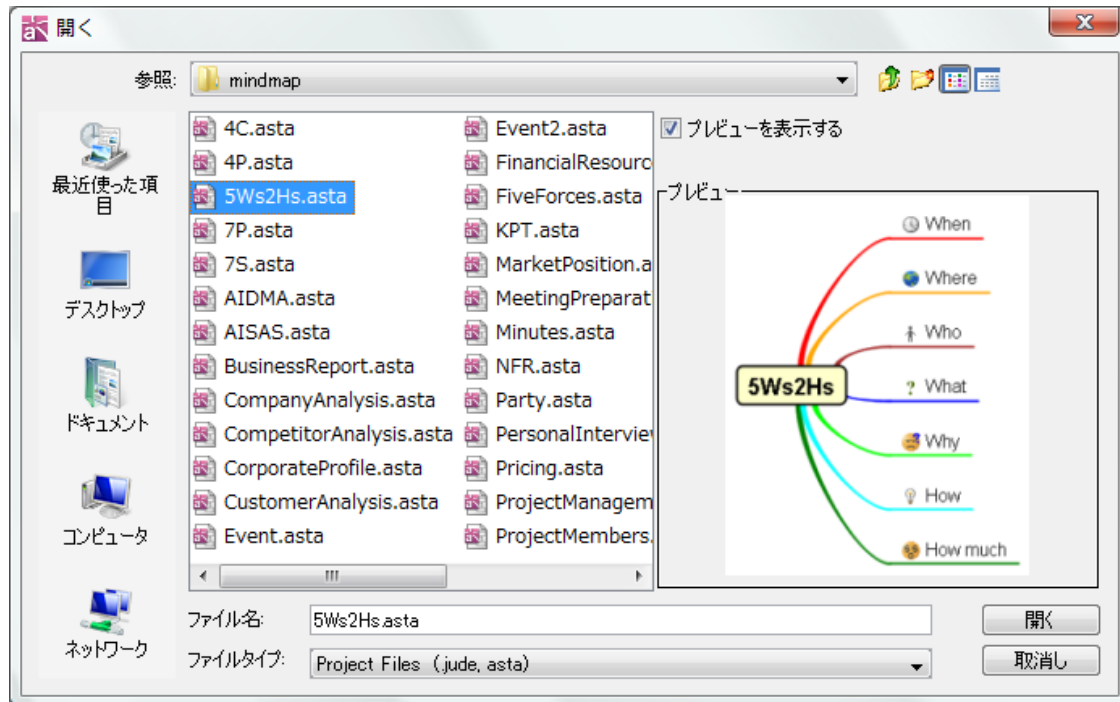 開く
参照:
mindmap
最近使った項
目
デスクトップ
ドキュメント
コンピュータ
ネットワーク
4C.asta
4P.asta
5Ws2Hs.asta
7P.asta
7S.asta
AIDMA.asta
AISAS.asta
BusinessReport.asta
CompanyAnalysis.asta
CompetitorAnalysis.asta
CorporateProfile.asta
CustomerAnalysis.asta
Event.asta
Event2.asta
FinancialResourc
FiveForces.asta
KPT.asta
MarketPosition.a
MeetingPreparat
Minutes.asta
NFR.asta
Party.asta
PersonalIntervie
Pricing.asta
ProjectManagem
ProjectMembers.
プレビューを表示する
プレビュー
5Ws2Hs
When
Where
Who
? What
Why
How
How much
ファイル名:
5Ws2Hs.asta
開く
ファイルタイプ:
Project Files (.jude, .asta)
取消し